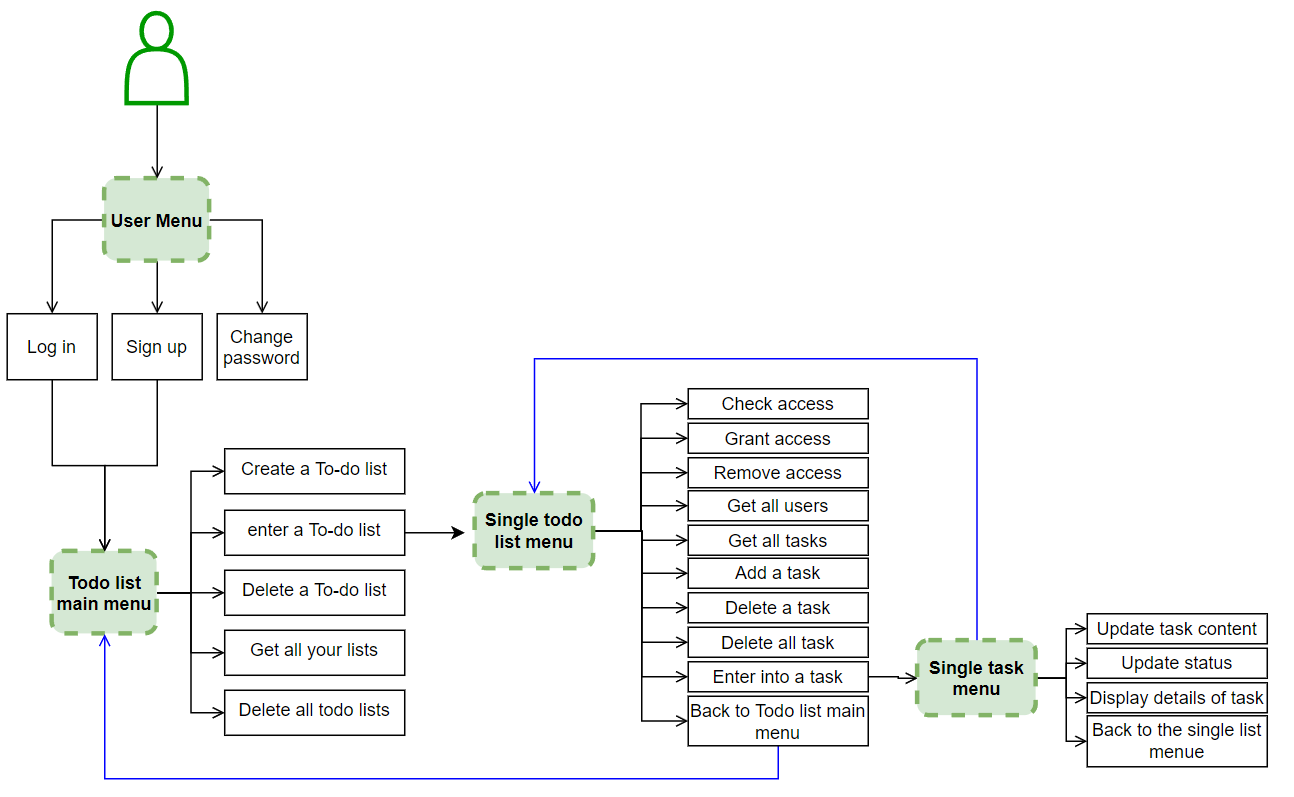 User Menu
Log in
Sign up
Change
password
Todo list
main menu
Create a To-do list
enter a To-do list
Delete a To-do list
Get all your lists
Delete all todo lists
Single todo
list menu
Check access
Grant access
Remove access
Get all users
Get all tasks
Add a task
Delete a task
Delete all task
Enter into a task
Back to Todo list main
menu
Single task
menu
Update task content
Update status
Display details of task
Back to the single list
menue